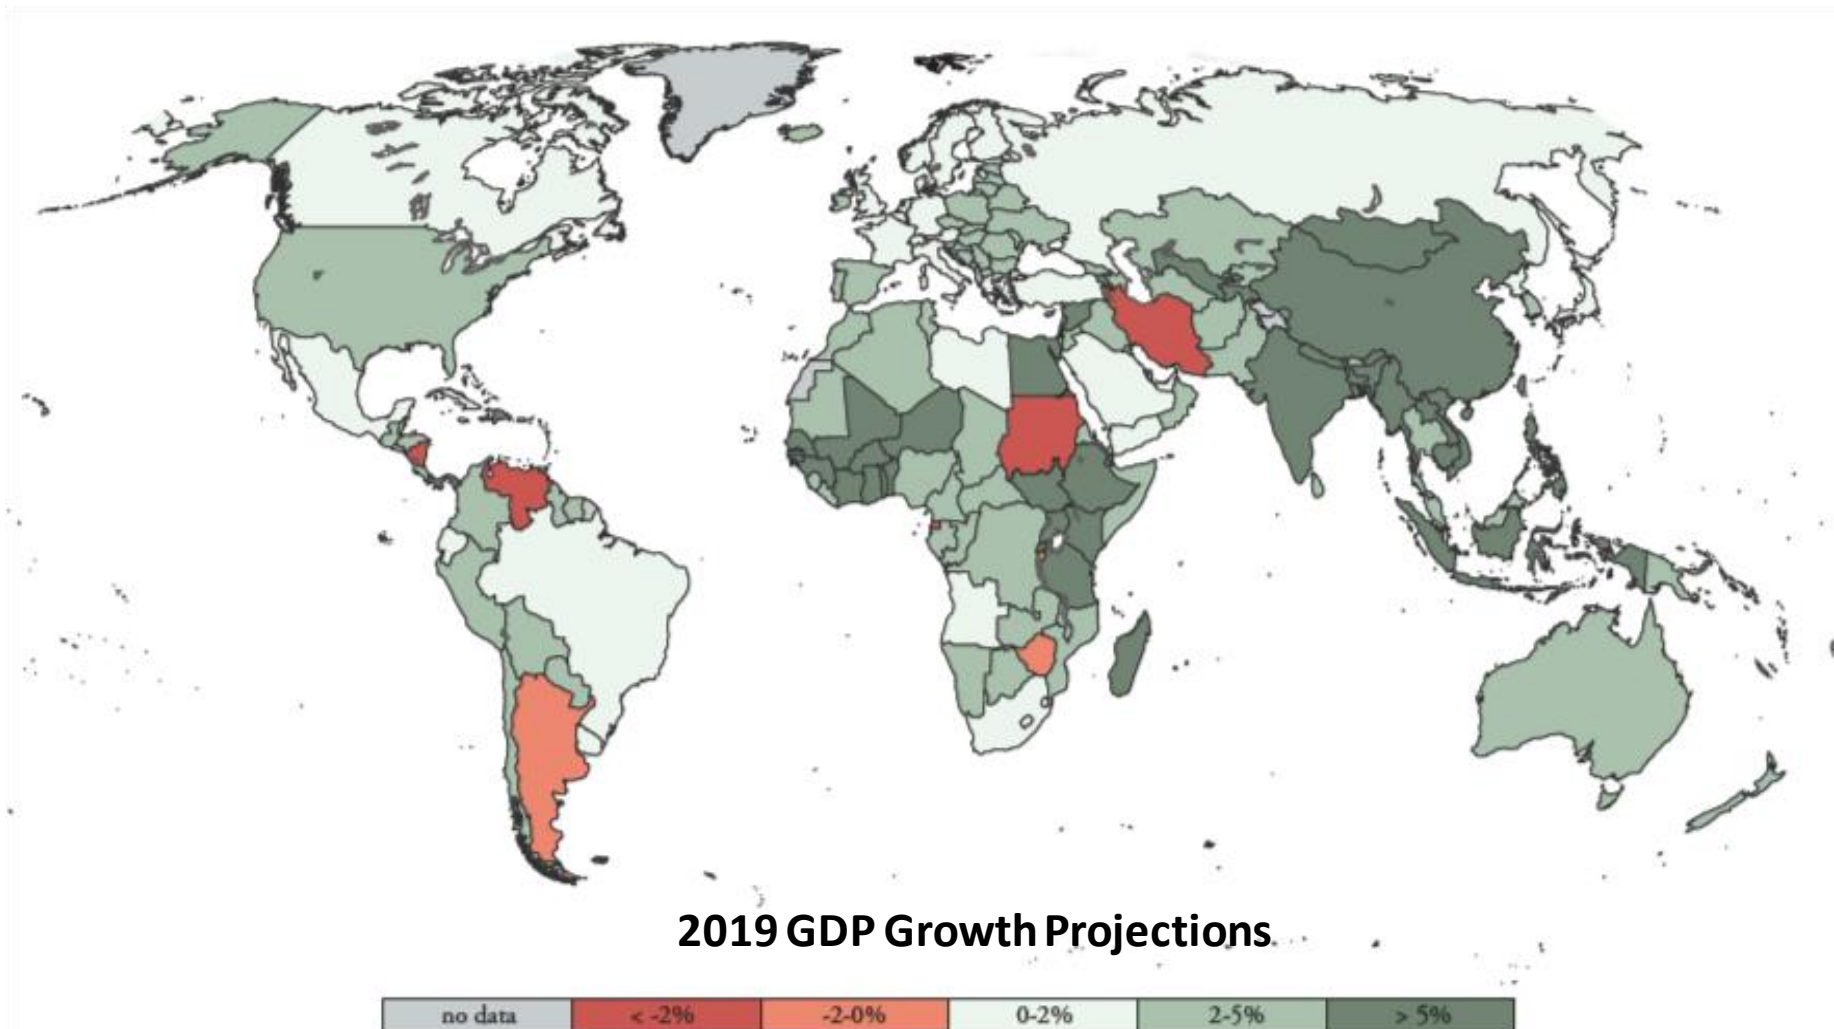 2019 GDP Growth Projections
no data < -2% -2-0% 0-2% 2-5% > 5%